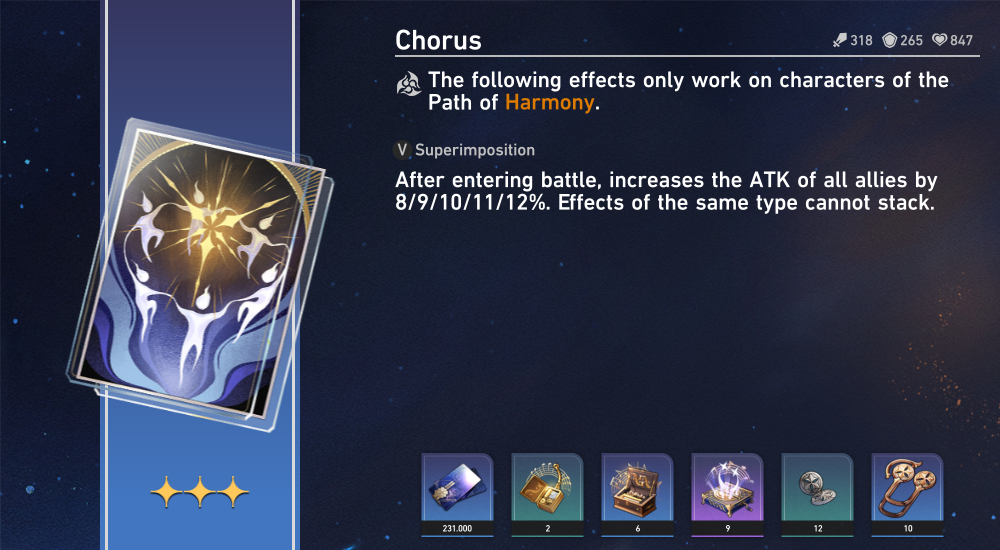 Chorus
318 265 847
The following effects only work on characters of the
Path of Harmony.
V Superimposition
After entering battle, increases the ATK of all allies by
8/9/10/11/12%. Effects of the same type cannot stack.
231.000 2 6 9 12 10